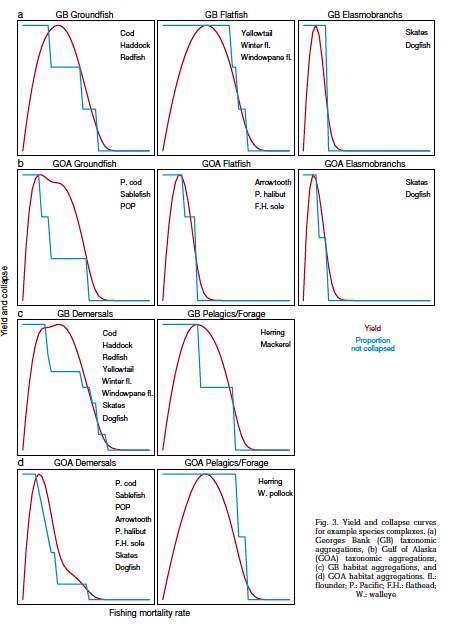 a
GB Groundfish
Cod
Haddock
Redfish
GB Flatfish
Yellowtail
Winter fl.
Windowpane fl.
GB Elasmobranchs
Skates
Dogfish
b
GOA Groundfish
P. cod
Sablefish
POP
GOA Flatfish
Arrowtooth
P. halibut
F.H. sole
GOA Elasmobranchs
Skates
Dogfish
Yield and collapse
c
GB Demersals
Cod
Haddock
Redfish
Yellowtail
Winter fl.
Windowpane fl.
Skates
Dogfish
GB Pelagics/Forage
Herring
Mackerel
Yield
Proportion
not collapsed
d
GOA Demersals
P. cod
Sablefish
POP
Arrowtooth
P. halibut
F.H. sole
Skates
Dogfish
GOA Pelagics/Forage
Herring
W. pollock
Fishing mortality rate
Fig. 3. Yield and collapse curves
for example species complexes. (a)
Georges Bank (GB) taxonomic
aggregations, (b) Gulf of Alaska
(GOA) taxonomic aggregations,
(c) GB habitat aggregations, and
(d) GOA habitat aggregations. fl.:
flounder; P.: Pacific; F.H.: flathead;
W.: walleye